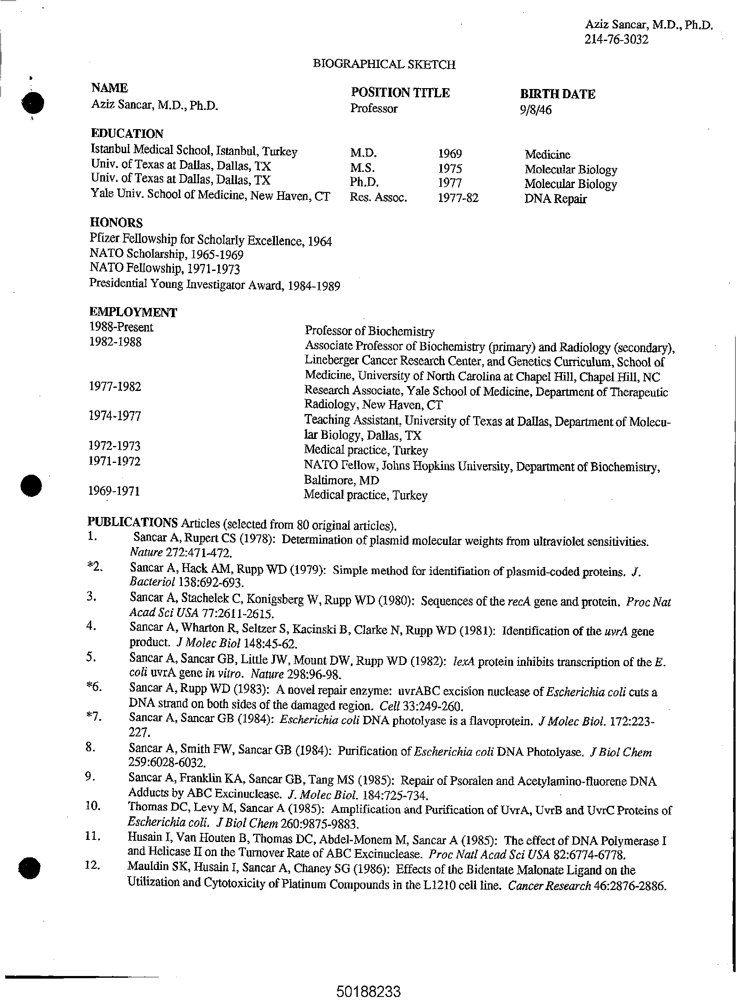 Aziz Sancar, M.D., Ph.D.
214-76-3032
BIOGRAPHICAL SKETCH
NAME POSITION TITLE BIRTH DATE
Aziz Sancar, M.D., Ph.D. Professor 9/8/46
EDUCATION
Istanbul Medical School, Istanbul, Turkey M.D. 1969 Medicine
Univ. of Texas at Dallas, Dallas, TX M.S. 1975 Molecular Biology
Univ. of Texas at Dallas, Dallas, TX Ph.D. 1977 Molecular Biology
Yale Univ. School of Medicine, New Haven, CT Res. Assoc. 1977-82 DNA Repair
HONORS
Pfizer Fellowship for Scholarly Excellence, 1964
NATO Scholarship, 1965-1969
NATO Fellowship, 1971-1973
Presidential Young Investigator Award, 1984-1989
EMPLOYMENT
1988-Present Professor of Biochemistry
1982-1988 Associate Professor of Biochemistry (primary) and Radiology (secondary),
Lineberger Cancer Research Center, and Genetics Curriculum, School of
Medicine, University of North Carolina at Chapel Hill, Chapel Hill, NC
1977-1982 Research Associate, Yale School of Medicine, Department of Therapeutic
Radiology, New Haven, CT
1974-1977 Teaching Assistant, University of Texas at Dallas, Department of Molecu-
lar Biology, Dallas, TX
1972-1973 Medical practice, Turkey
1971-1972 NATO Fellow, Johns Hopkins University, Department of Biochemistry,
Baltimore, MD
1969-1971 Medical practice, Turkey
PUBLICATIONS Articles (selected from 80 original articles).
1. Sancar A, Rupert CS (1978): Determination of plasmid molecular weights from ultraviolet sensitivities.
Nature 272:471-472.
*2. Sancar A, Hack AM, Rupp WD (1979): Simple method for identifiation of plasmid-coded proteins. J.
Bacteriol 138:692-693.
3. Sancar A, Stachelek C, Konigsberg W, Rupp WD (1980): Sequences of the recA gene and protein. Proc Nat
Acad Sci USA 77:2611-2615.
4. Sancar A, Wharton R, Seltzer S, Kacinski B, Clarke N, Rupp WD (1981): Identification of the uvrA gene
product. J Molec Biol 148:45-62.
5. Sancar A, Sancar GB, Little JW, Mount DW, Rupp WD (1982): lexA protein inhibits transcription of the E.
coli uvrA gene in vitro. Nature 298:96-98.
*6. Sancar A, Rupp WD (1983): A novel repair enzyme: uvrABC excision nuclease of Escherichia coli cuts a
DNA strand on both sides of the damaged region. Cell 33:249-260.
*7. Sancar A, Sancar GB (1984): Escherichia coli DNA photolyase is a flavoprotein. J Molec Biol. 172:223-
227.
8. Sancar A, Smith FW, Sancar GB (1984): Purification of Escherichia coli DNA Photolyase. J Biol Chem
259:6028-6032.
9. Sancar A, Franklin KA, Sancar GB, Tang MS (1985): Repair of Psoralen and Acetylamino-fluorene DNA
Adducts by ABC Excinuclease. J. Molec Biol. 184:725-734.
10. Thomas DC, Levy M, Sancar A (1985): Amplification and Purification of UvrA, UvrB and UvrC Proteins of
Escherichia coli. J Biol Chem 260:9875-9883.
11. Husain I, Van Houten B, Thomas DC, Abdel-Monem M, Sancar A (1985): The effect of DNA Polymerase I
and Helicase II on the Turnover Rate of ABC Excinuclease. Proc Natl Acad Sci USA 82:6774-6778.
12. Mauldin SK, Husain I, Sancar A, Chaney SG (1986): Effects of the Bidentate Malonate Ligand on the
Utilization and Cytotoxicity of Platinum Compounds in the L1210 cell line. Cancer Research 46:2876-2886.
50188233